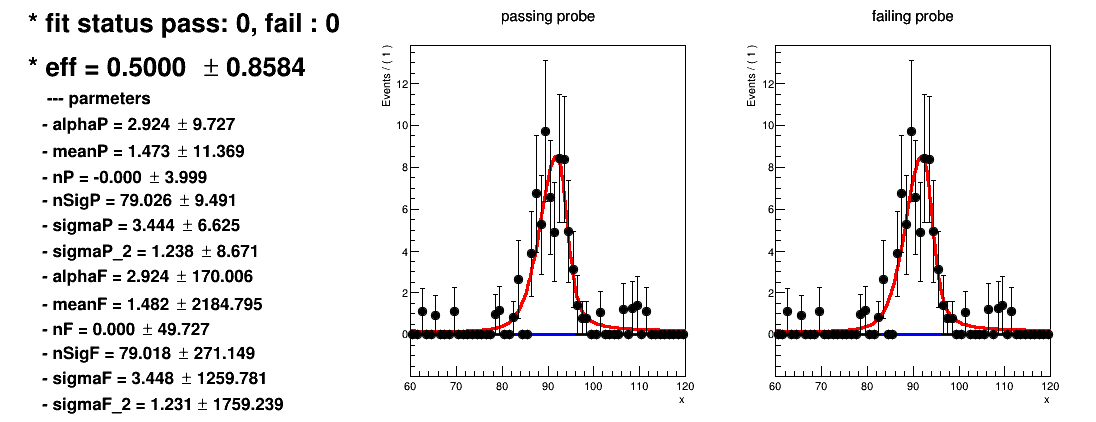 * fit status pass: 0, fail : 0
* eff = 0.5000 ± 0.8584
--- parmeters
- alphaP = 2.924 ± 9.727
- meanP = 1.473 ± 11.369
- nP = -0.000 ± 3.999
- nSigP = 79.026 ± 9.491
- sigmaP = 3.444 ± 6.625
- sigmaP_2 = 1.238 ± 8.671
- alphaF = 2.924 ± 170.006
- meanF = 1.482 ± 2184.795
- nF = 0.000 ± 49.727
- nSigF = 79.018 ± 271.149
- sigmaF = 3.448 ± 1259.781
- sigmaF_2 = 1.231 ± 1759.239
passing probe
Events / ( 1 )
12
10
8
6
4
2
0
60 70 80 90 100 110 120
x
failing probe
Events / ( 1 )
12
10
8
6
4
2
0
60 70 80 90 100 110 120
x